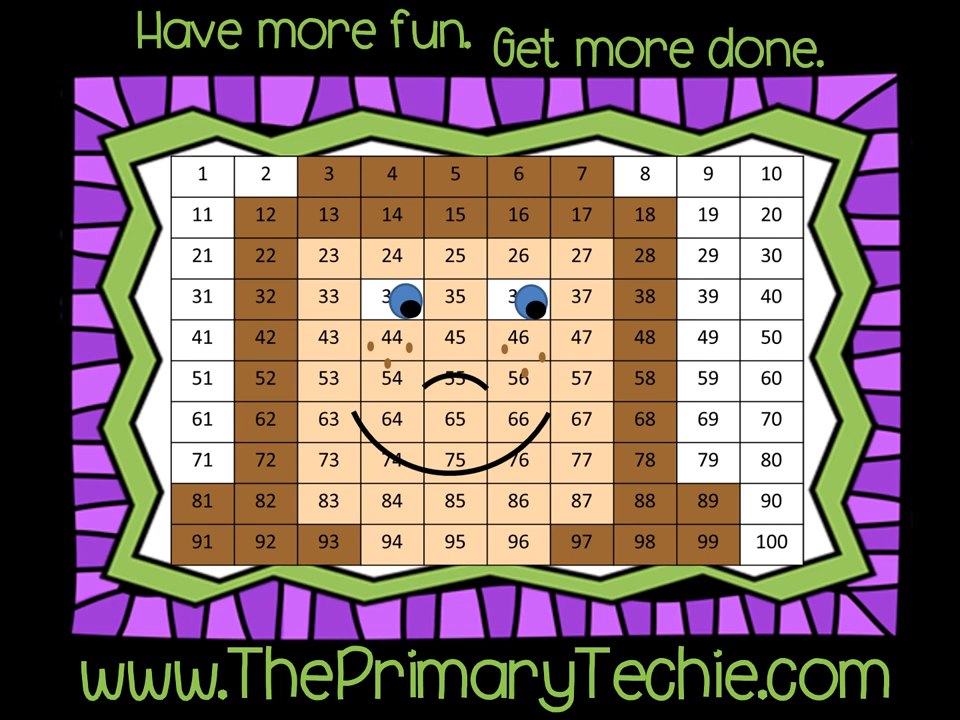 Have more fun. Get more done.
1 2 3 4 5 6 7 8 9 10
11 12 13 14 15 16 17 18 19 20
21 22 23 24 25 26 27 28 29 30
31 32 33 35 37 38 39 40
41 42 43 44 45 46 47 48 49 50
51 52 53 54 55 56 57 58 59 60
61 62 63 64 65 66 67 68 69 70
71 72 73 74 75 76 77 78 79 80
81 82 83 84 85 86 87 88 89 90
91 92 93 94 95 96 97 98 99 100
www.ThePrimaryTechie.com